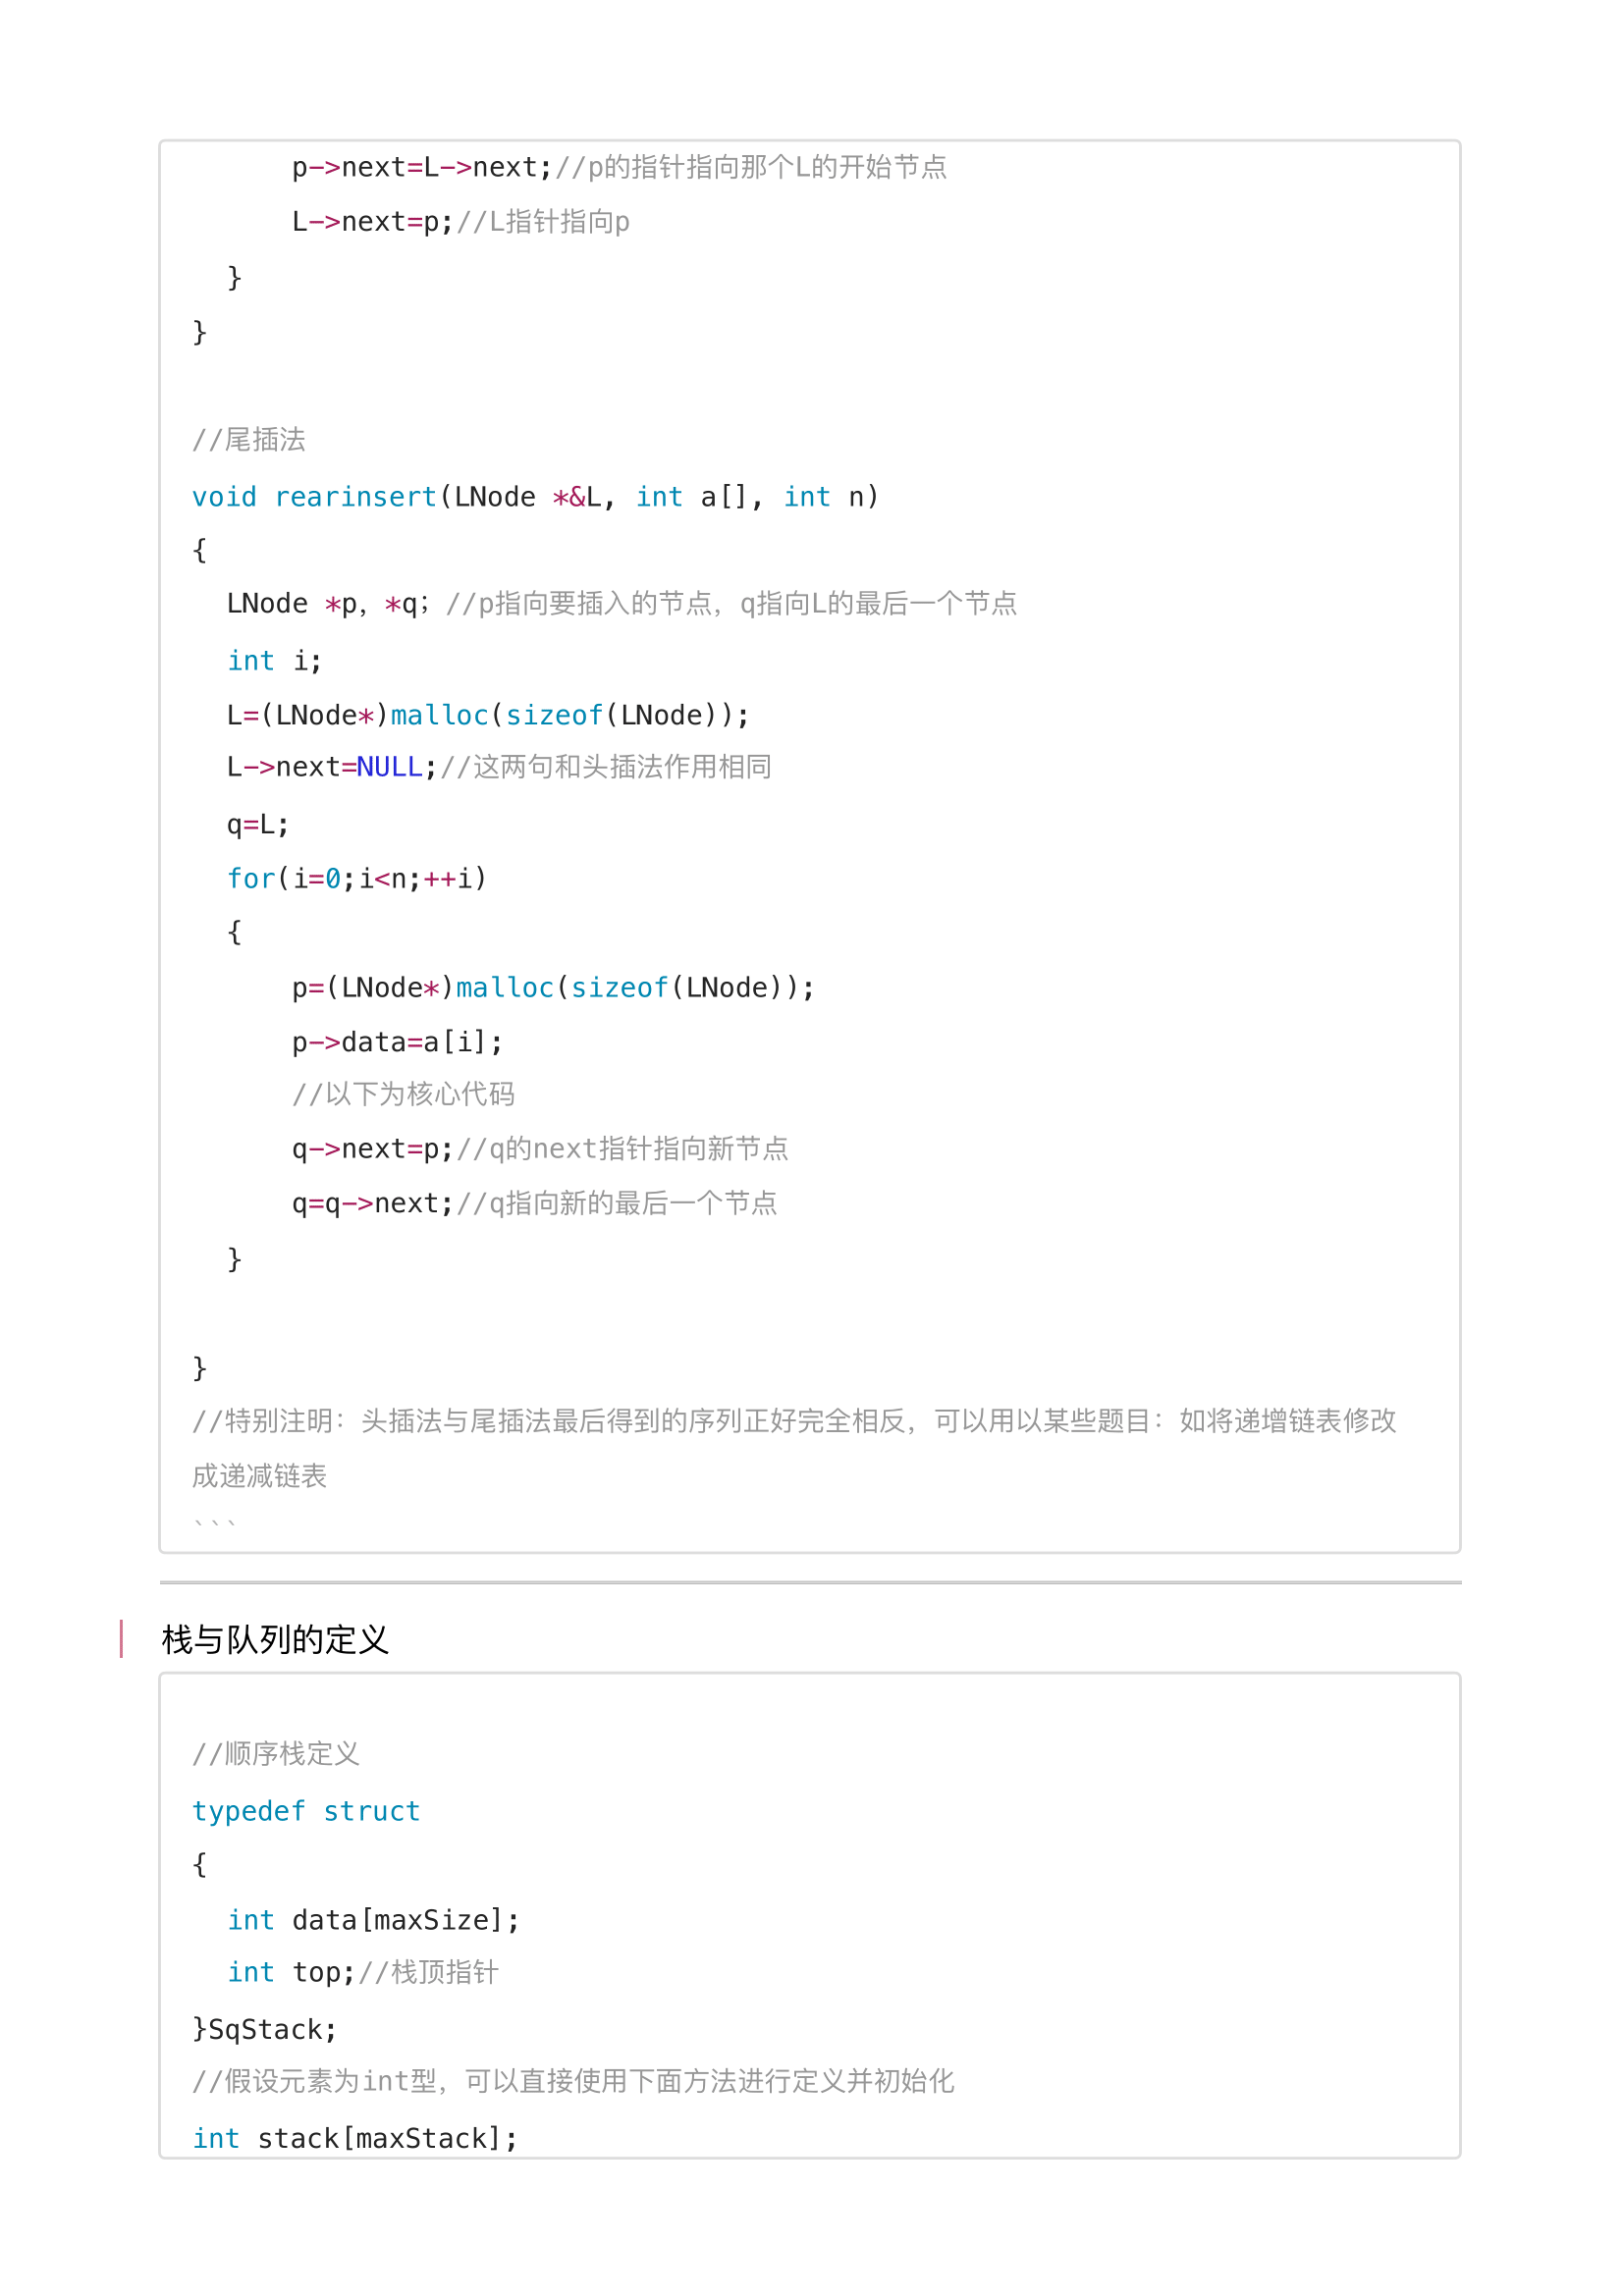 p->next=L->next;//p的指针指向那个L的开始节点
L->next=p;//L指针指向p
}
}
//尾插法
void rearinsert(LNode *&L, int a[], int n)
{
LNode *p，*q；//p指向要插入的节点，q指向L的最后一个节点
int i;
L=(LNode*)malloc(sizeof(LNode));
L->next=NULL;//这两句和头插法作用相同
q=L;
for(i=0;i<n;++i)
{
p=(LNode*)malloc(sizeof(LNode));
p->data=a[i];
//以下为核心代码
q->next=p;//q的next指针指向新节点
q=q->next;//q指向新的最后一个节点
}
}
//特别注明：头插法与尾插法最后得到的序列正好完全相反，可以用以某些题目：如将递增链表修改
成递减链表
```
栈与队列的定义
//顺序栈定义
typedef struct
{
int data[maxSize];
int top;//栈顶指针
}SqStack;
//假设元素为int型，可以直接使用下面方法进行定义并初始化
int stack[maxStack];